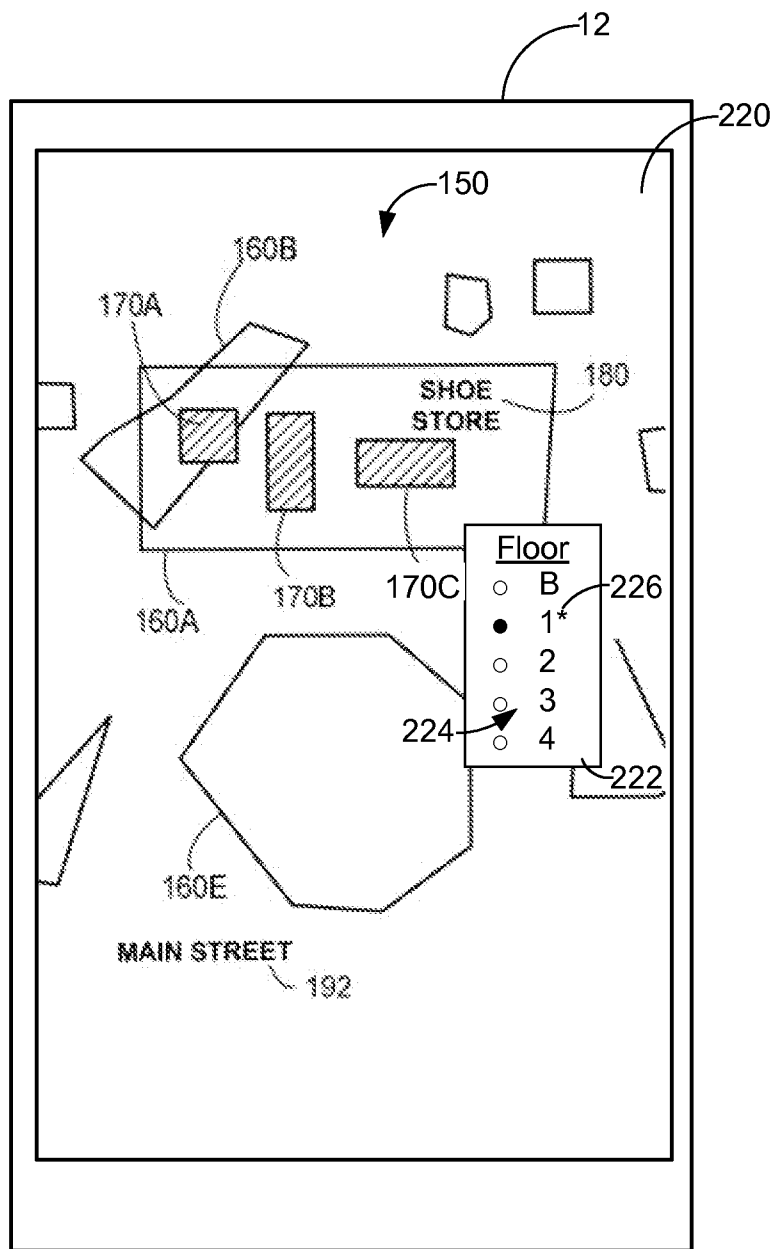 12
220
150
160B
170A
SHOE
STORE
180
Floor
B
1*
226
2
3
4
224
222
170B
170C
160A
160E
MAIN STREET
192